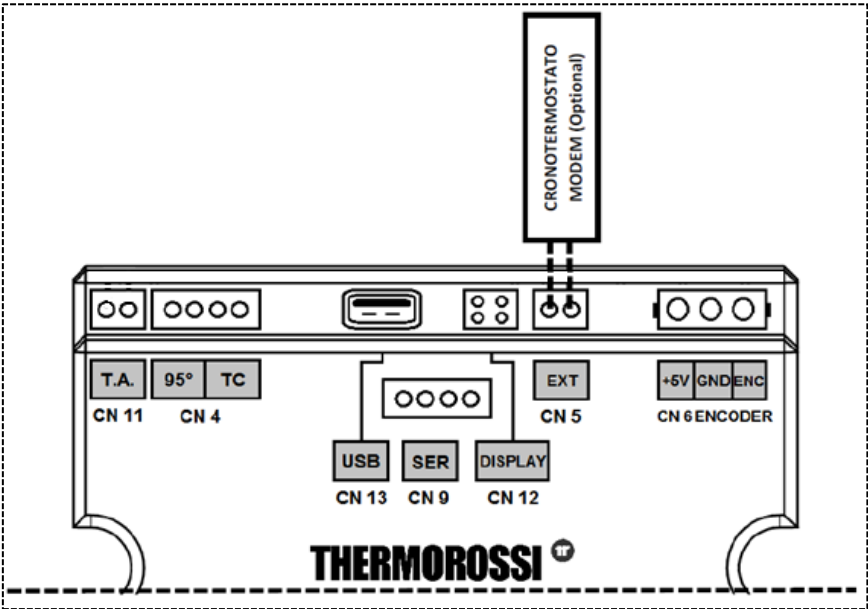 CRONOTERMOSTATO
MODEM (Optional)
T.A.
95°
TC
EXT
+5V
GND
ENC
CN 11
CN 4
CN 5
CN 6 ENCODER
USB
SER
DISPLAY
CN 13
CN 9
CN 12
THERMOROSSI